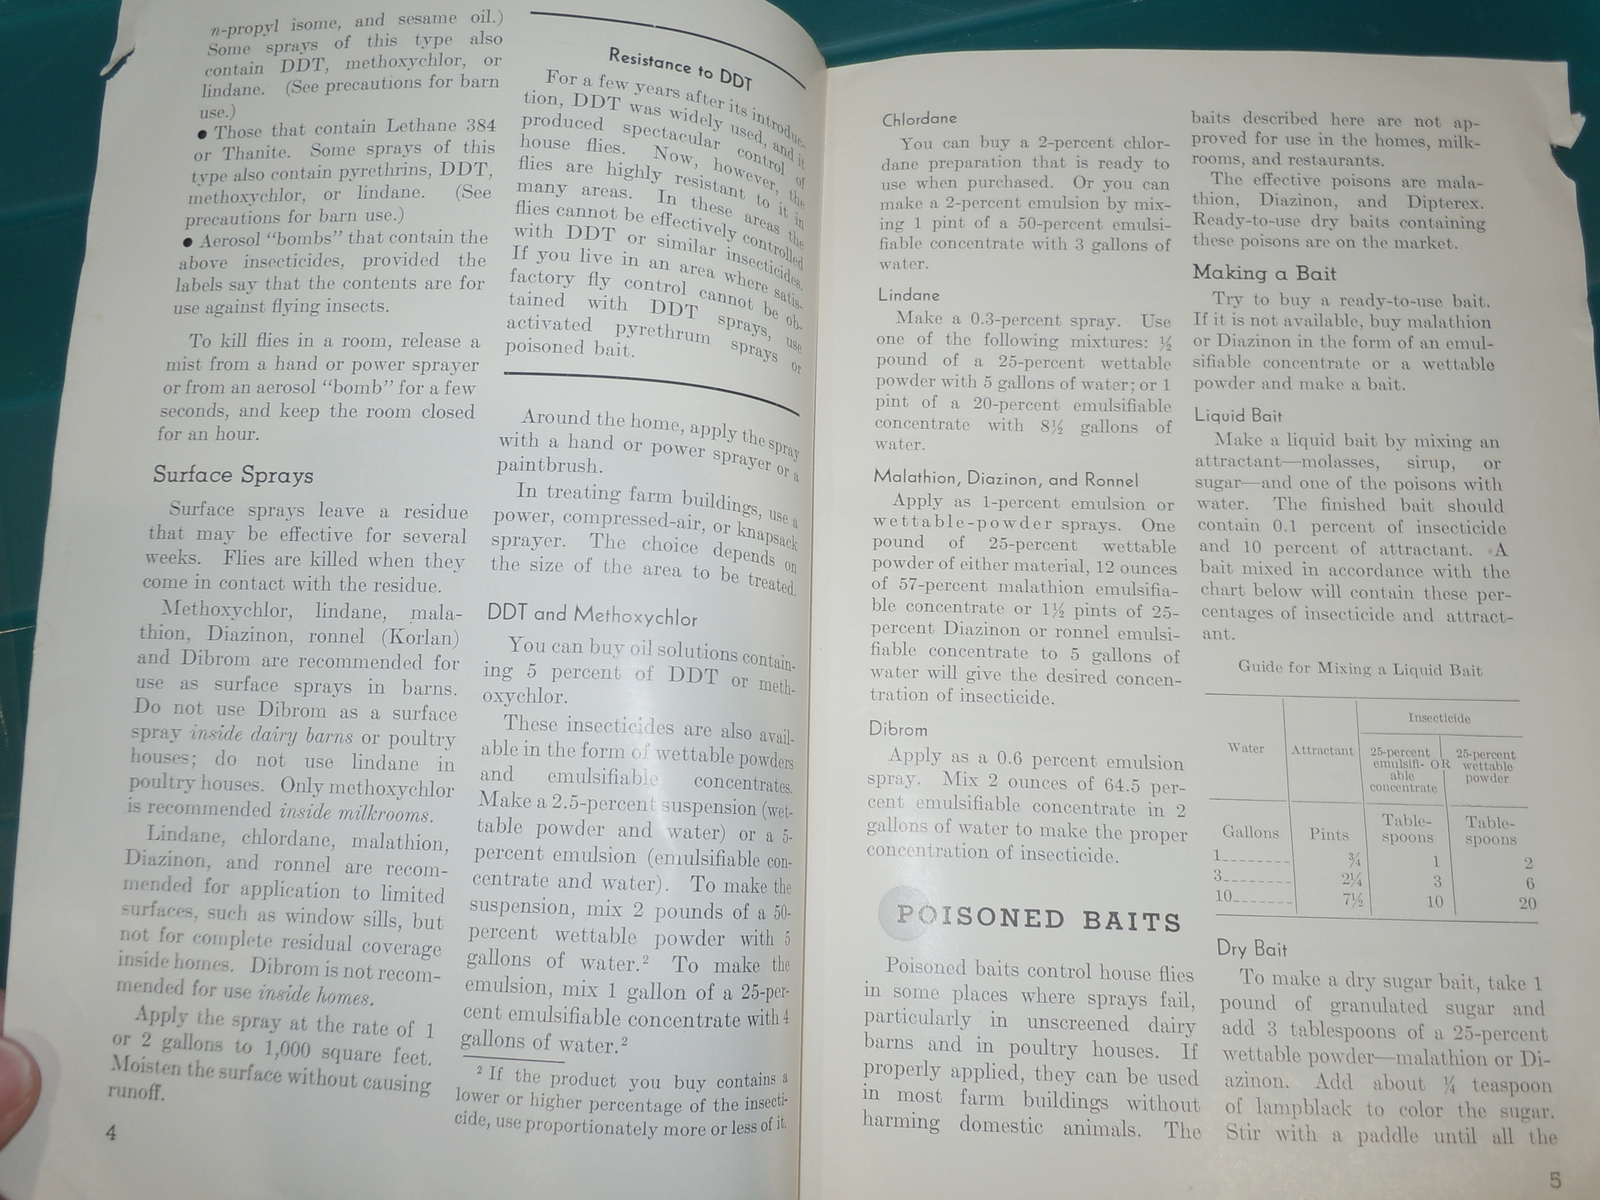 n-propyl isome, and sesame oil.)
Some sprays of this type also
contain DDT, methoxychlor, or
lindane. (See precautions for barn
use.)
● Those that contain Lethane 384
or Thanite. Some sprays of this
type also contain pyrethrins, DDT,
methoxychlor, or lindane. (See
precautions for barn use.)
● Aerosol “bombs” that contain the
above insecticides, provided the
labels say that the contents are for
use against flying insects.
To kill flies in a room, release a
mist from a hand or power sprayer
or from an aerosol “bomb” for a few
seconds, and keep the room closed
for an hour.
Surface Sprays
Surface sprays leave a residue
that may be effective for several
weeks. Flies are killed when they
come in contact with the residue.
Methoxychlor, lindane, mala-
thion, Diazinon, ronnel (Korlan)
and Dibrom are recommended for
use as surface sprays in barns.
Do not use Dibrom as a surface
spray inside dairy barns or poultry
houses; do not use lindane in
poultry houses. Only methoxychlor
is recommended inside milkrooms.
Lindane, chlordane, malathion,
Diazinon, and ronnel are recom-
mended for application to limited
surfaces, such as window sills, but
not for complete residual coverage
inside homes. Dibrom is not recom-
mended for use inside homes.
Apply the spray at the rate of 1
or 2 gallons to 1,000 square feet.
Moisten the surface without causing
runoff.
4
Resistance to DDT
For a few years after its introduc-
tion, DDT was widely used, and it
produced spectacular control of
house flies. Now, however, the
flies are highly resistant to it in
many areas. In these areas the
flies cannot be effectively controlled
with DDT or similar insecticides.
If you live in an area where satis-
factory fly control cannot be ob-
tained with DDT sprays, use
activated pyrethrum sprays or
poisoned bait.
Around the home, apply the spray
with a hand or power sprayer or a
paintbrush.
In treating farm buildings, use a
power, compressed-air, or knapsack
sprayer. The choice depends on
the size of the area to be treated.
DDT and Methoxychlor
You can buy oil solutions contain-
ing 5 percent of DDT or meth-
oxychlor.
These insecticides are also avail-
able in the form of wettable powders
and emulsifiable concentrates.
Make a 2.5-percent suspension (wet-
table powder and water) or a 5-
percent emulsion (emulsifiable con-
centrate and water). To make the
suspension, mix 2 pounds of a 50-
percent wettable powder with 5
gallons of water.² To make the
emulsion, mix 1 gallon of a 25-per-
cent emulsifiable concentrate with 4
gallons of water.²
² If the product you buy contains a
lower or higher percentage of the insecti-
cide, use proportionately more or less of it.
Chlordane
You can buy a 2-percent chlor-
dane preparation that is ready to
use when purchased. Or you can
make a 2-percent emulsion by mix-
ing 1 pint of a 50-percent emulsi-
fiable concentrate with 3 gallons of
water.
Lindane
Make a 0.3-percent spray. Use
one of the following mixtures: ½
pound of a 25-percent wettable
powder with 5 gallons of water; or 1
pint of a 20-percent emulsifiable
concentrate with 8½ gallons of
water.
Malathion, Diazinon, and Ronnel
Apply as 1-percent emulsion or
wettable-powder sprays. One
pound of 25-percent wettable
powder of either material, 12 ounces
of 57-percent malathion emulsifia-
ble concentrate or 1½ pints of 25-
percent Diazinon or ronnel emulsi-
fiable concentrate to 5 gallons of
water will give the desired concen-
tration of insecticide.
Dibrom
Apply as a 0.6 percent emulsion
spray. Mix 2 ounces of 64.5 per-
cent emulsifiable concentrate in 2
gallons of water to make the proper
concentration of insecticide.
POISONED BAITS
Poisoned baits control house flies
in some places where sprays fail,
particularly in unscreened dairy
barns and in poultry houses. If
properly applied, they can be used
in most farm buildings without
harming domestic animals. The
baits described here are not ap-
proved for use in the homes, milk-
rooms, and restaurants.
The effective poisons are mala-
thion, Diazinon, and Dipterex.
Ready-to-use dry baits containing
these poisons are on the market.
Making a Bait
Try to buy a ready-to-use bait.
If it is not available, buy malathion
or Diazinon in the form of an emul-
sifiable concentrate or a wettable
powder and make a bait.
Liquid Bait
Make a liquid bait by mixing an
attractant—molasses, sirup, or
sugar—and one of the poisons with
water. The finished bait should
contain 0.1 percent of insecticide
and 10 percent of attractant. A
bait mixed in accordance with the
chart below will contain these per-
centages of insecticide and attract-
ant.
Guide for Mixing a Liquid Bait
Insecticide
Water Attractant 25-percent emulsifi-able concentrate OR 25-percent wettable powder
Gallons Pints Table-spoons Table-spoons
1-------- ¾ 1 2
3-------- 2¼ 3 6
10------- 7½ 10 20
Dry Bait
To make a dry sugar bait, take 1
pound of granulated sugar and
add 3 tablespoons of a 25-percent
wettable powder—malathion or Di-
azinon. Add about ¼ teaspoon
of lampblack to color the sugar.
Stir with a paddle until all the
5